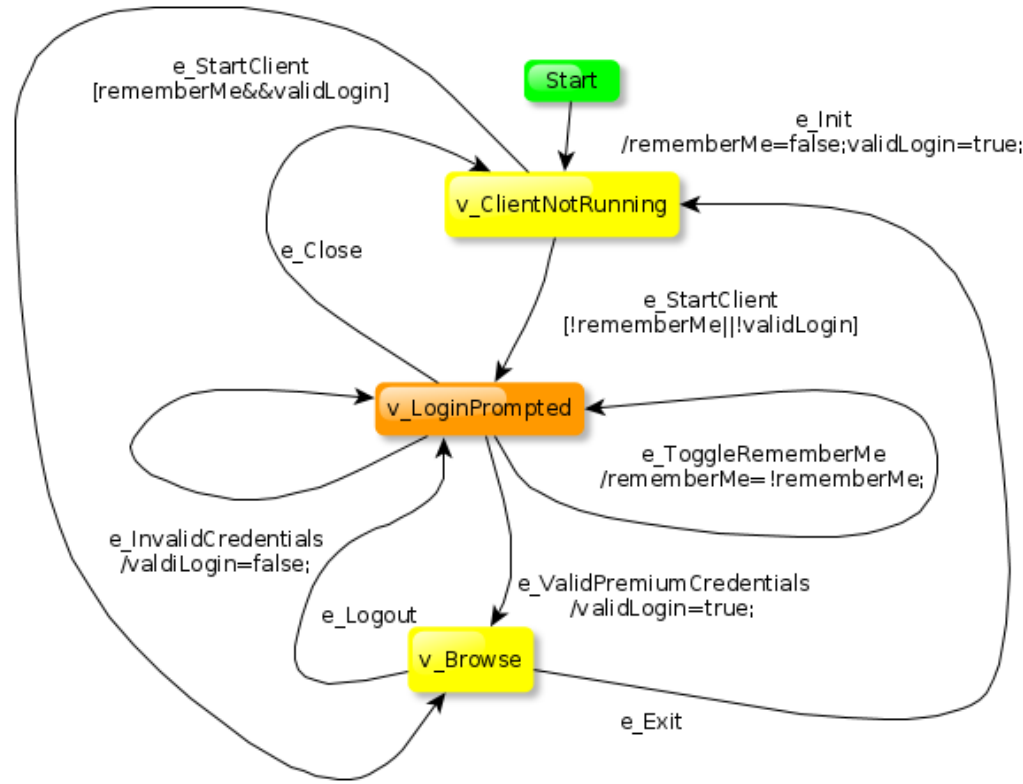 e_StartClient
[rememberMe&&validLogin]
Start
e_Init
/rememberMe=false;validLogin=true;
v_ClientNotRunning
e_Close
e_StartClient
[!rememberMe||!validLogin]
v_LoginPrompted
e_ToggleRememberMe
/rememberMe=!rememberMe;
e_InvalidCredentials
/valdiLogin=false;
e_ValidPremiumCredentials
/validLogin=true;
e_Logout
v_Browse
e_Exit